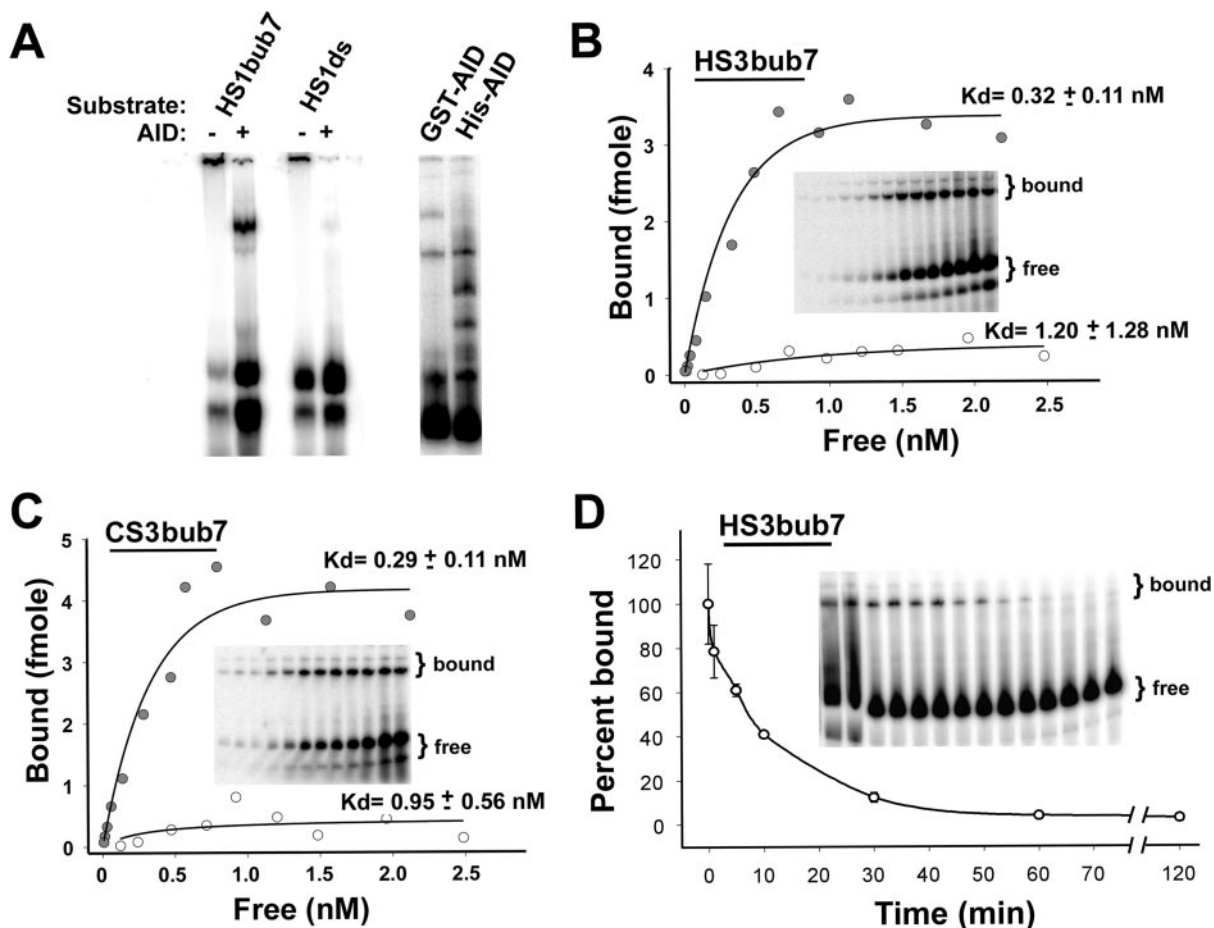 A
Substrate:
HS1bub7
HS1ds
AID:
- + - +
GST-AID
His-AID
B
HS3bub7
Kd= 0.32 ± 0.11 nM
Kd= 1.20 ± 1.28 nM
bound
free
Bound (fmole)
4
3
2
1
0
0 0.5 1.0 1.5 2.0 2.5
Free (nM)
C
CS3bub7
Kd= 0.29 ± 0.11 nM
Kd= 0.95 ± 0.56 nM
bound
free
Bound (fmole)
5
4
3
2
1
0
0.0 0.5 1.0 1.5 2.0 2.5
Free (nM)
D
HS3bub7
bound
free
Percent bound
120
100
80
60
40
20
0
0 10 20 30 40 50 60 70 120
Time (min)